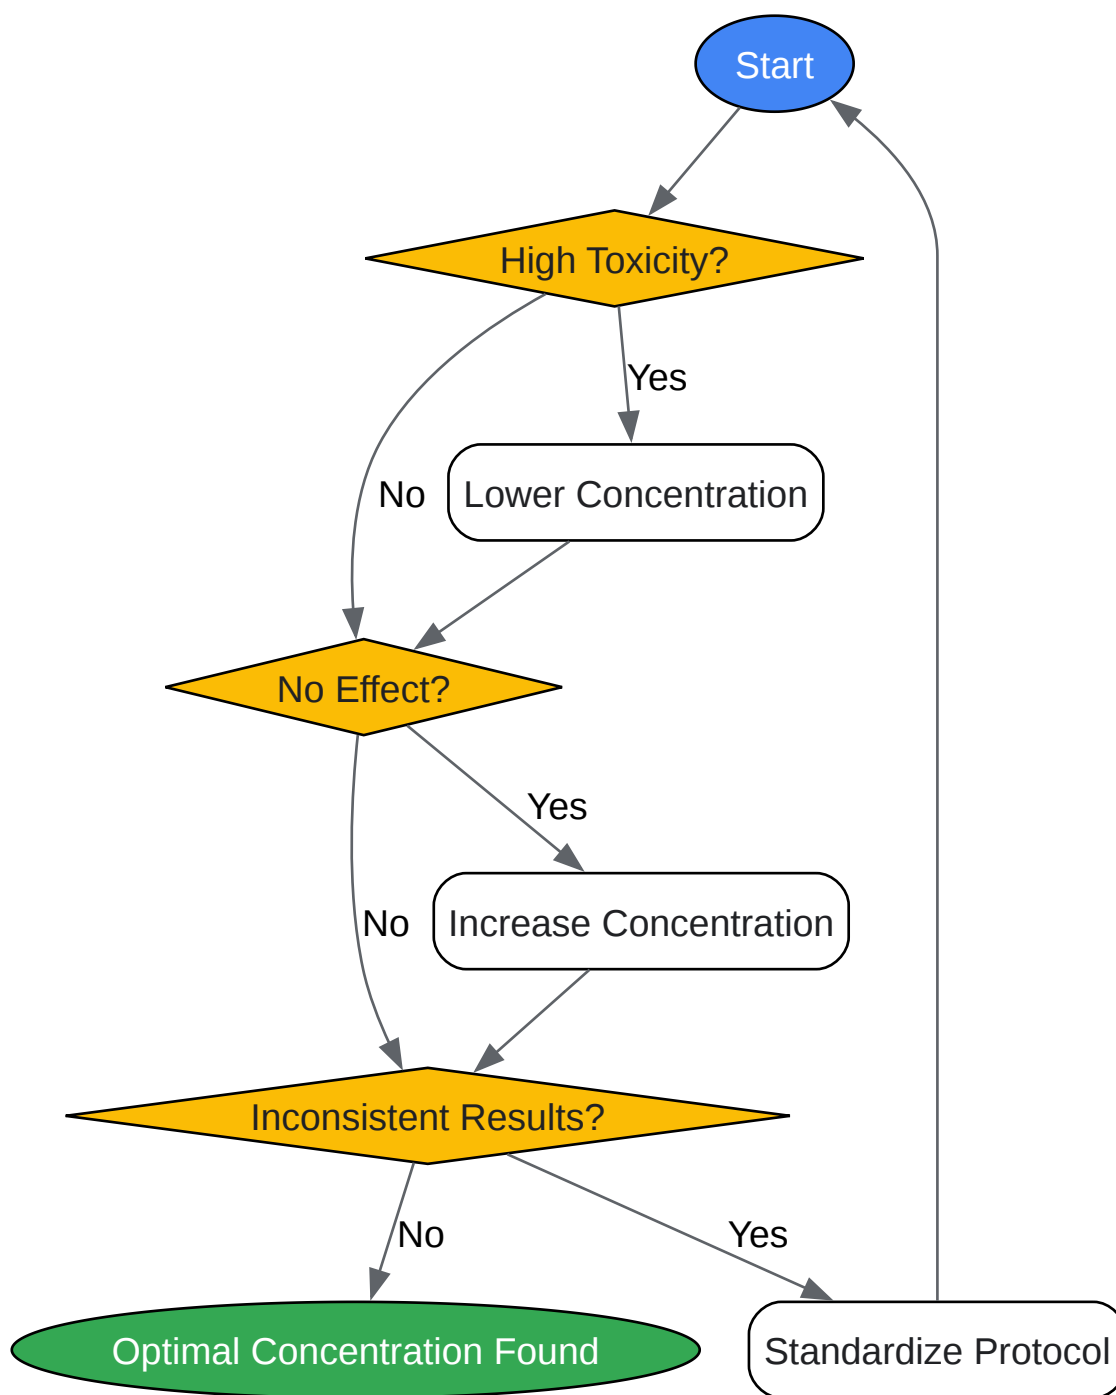 Start
High Toxicity?
Yes
No
Lower Concentration
No Effect?
Yes
No
Increase Concentration
Inconsistent Results?
No
Yes
Optimal Concentration Found
Standardize Protocol